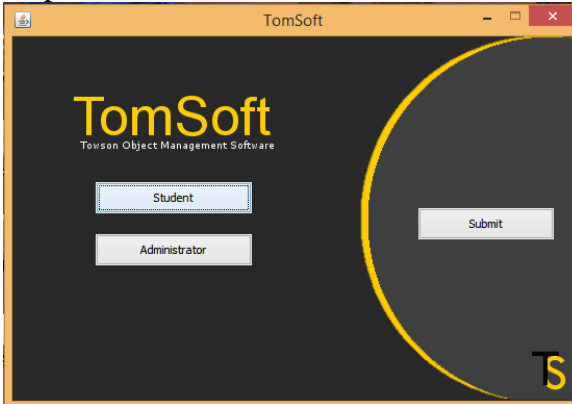 TomSoft
TomSoft
Towson Object Management Software
Student
Administrator
Submit
TS